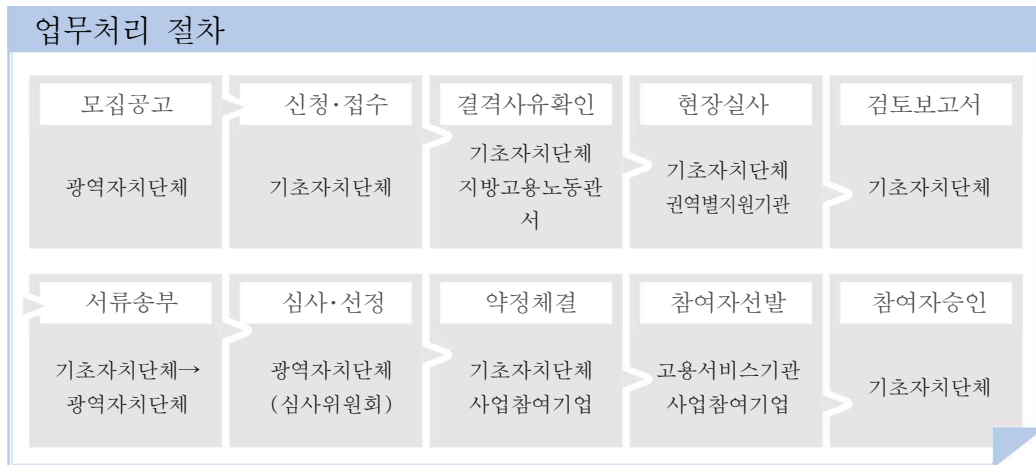 업무처리 절차
모집공고
광역자치단체
신청·접수
기초자치단체
결격사유확인
기초자치단체
지방고용노동관
서
현장실사
기초자치단체
권역별지원기관
검토보고서
기초자치단체
서류송부
기초자치단체→
광역자치단체
심사·선정
광역자치단체
(심사위원회)
약정체결
기초자치단체
사업참여기업
참여자선발
고용서비스기관
사업참여기업
참여자승인
기초자치단체